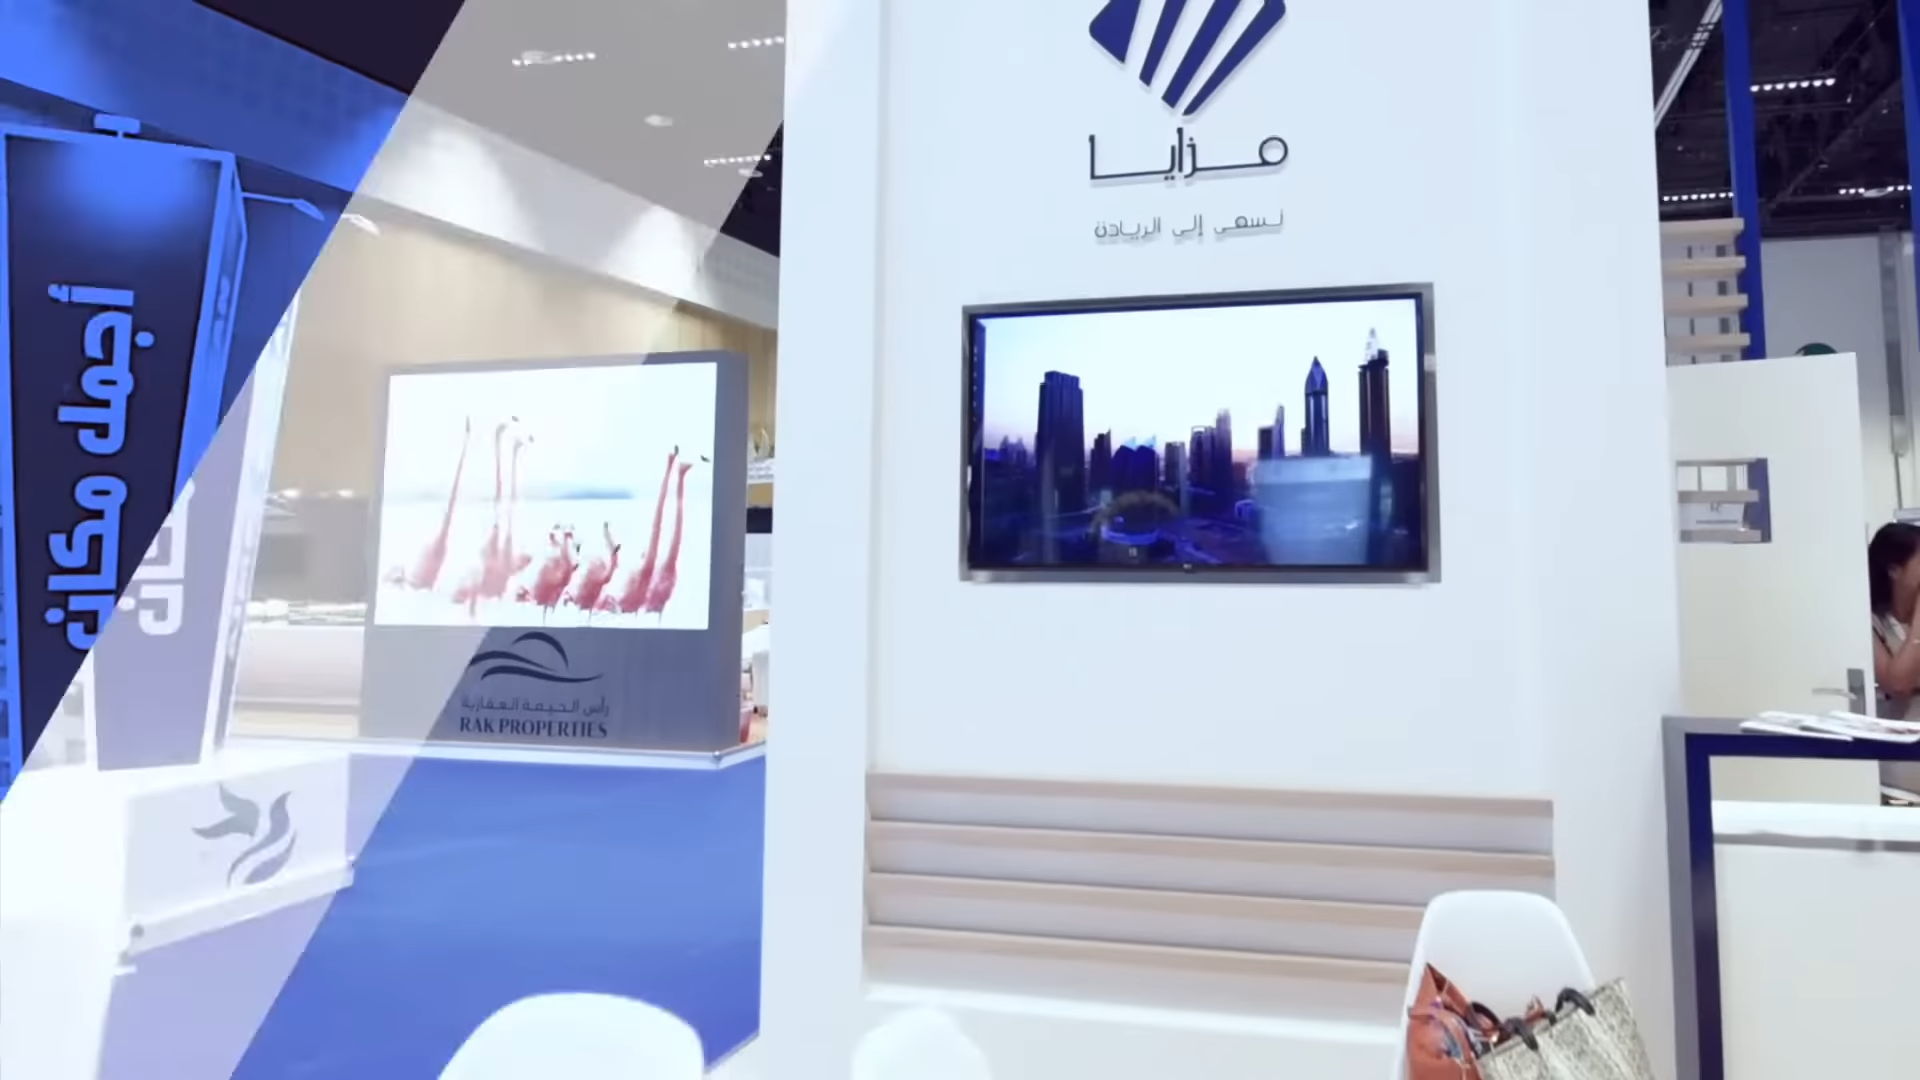 مزايا
نسعى إلى الريادة
أجمل مكان
رأس الخيمة العقارية
RAK PROPERTIES